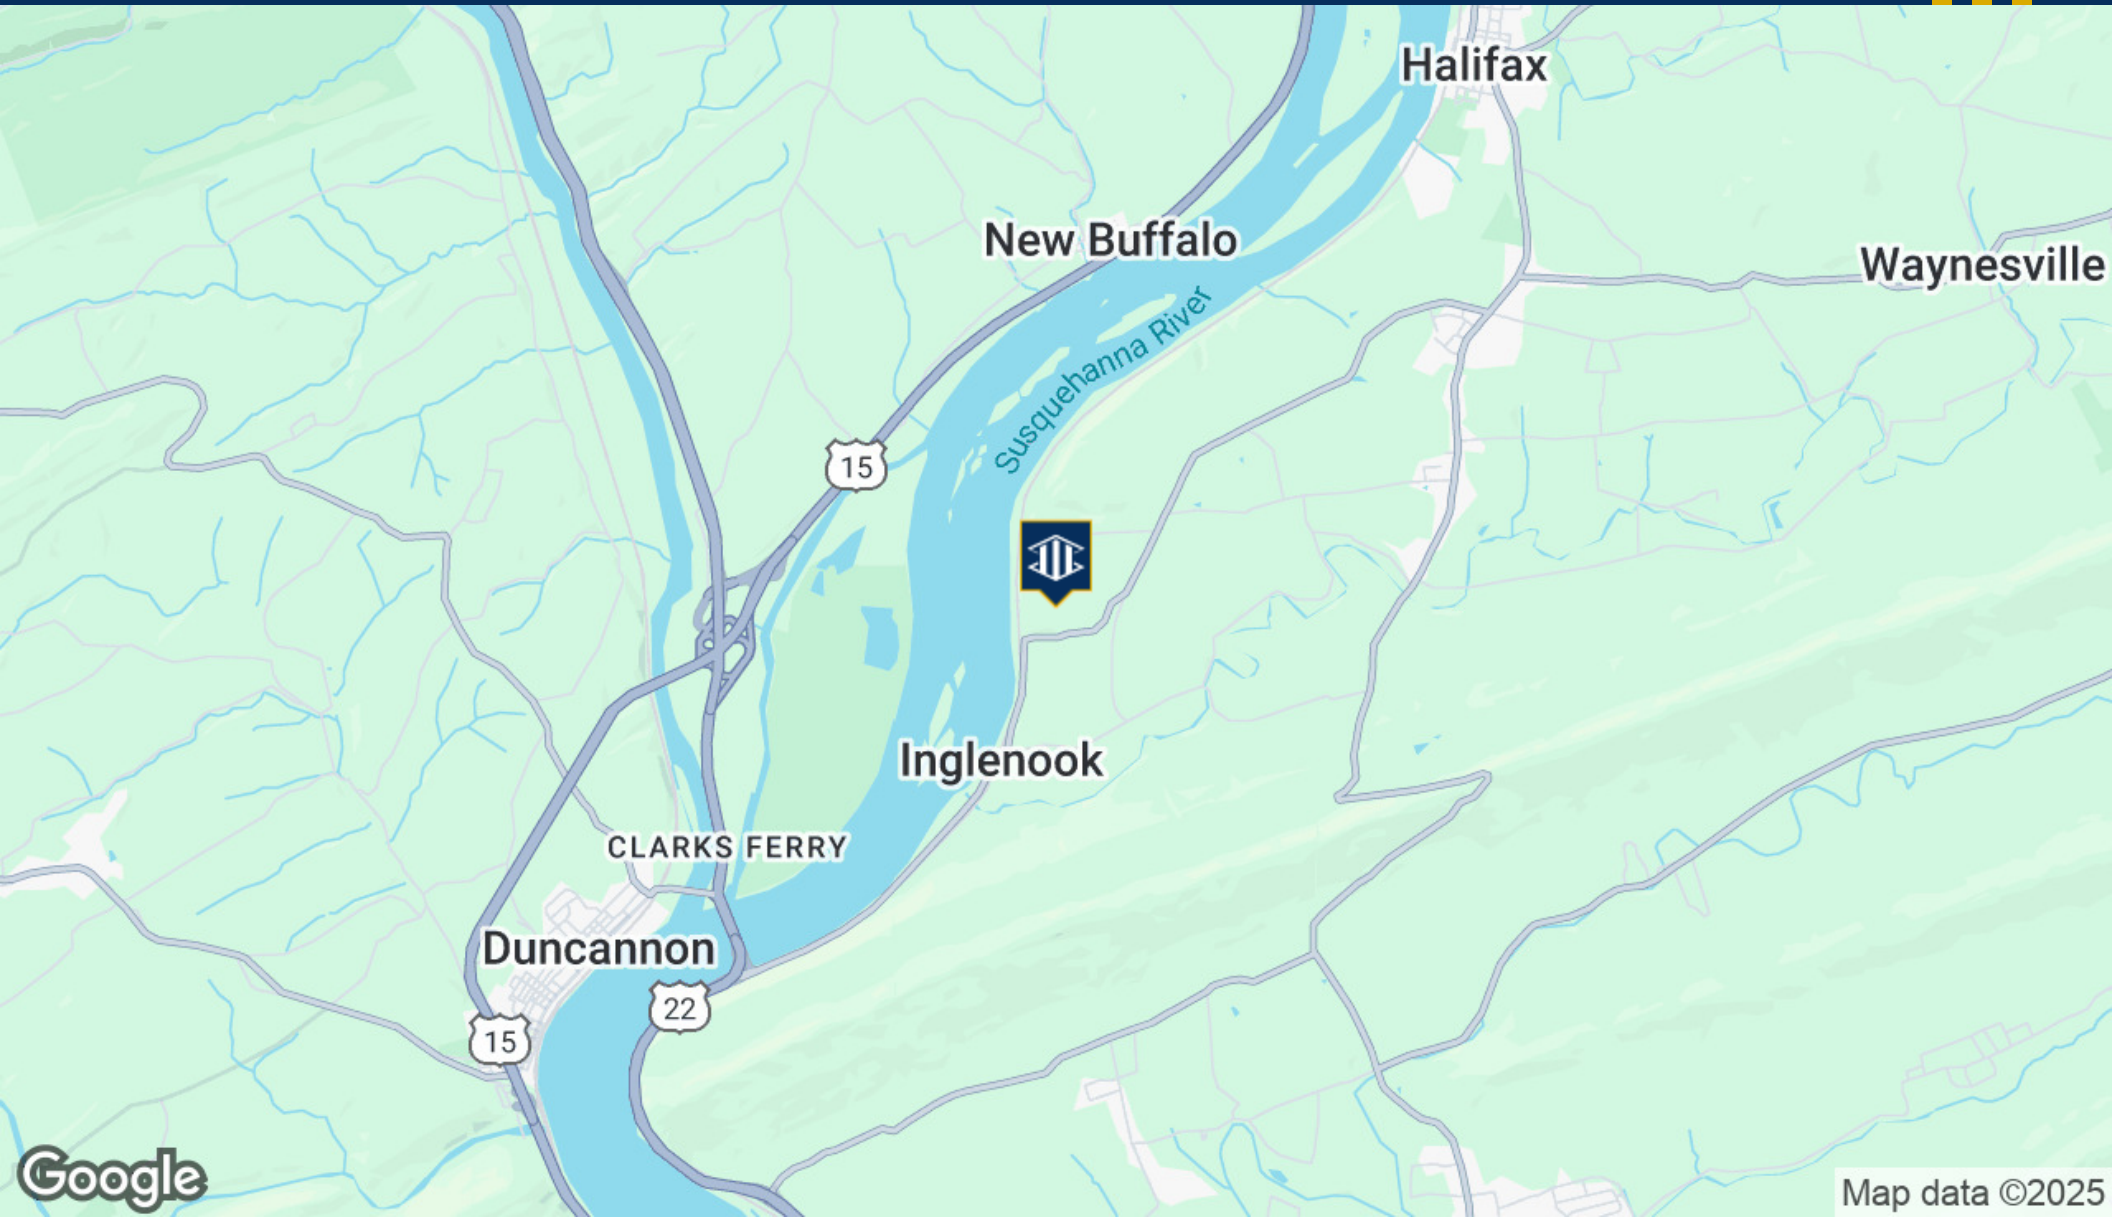 Halifax
New Buffalo
Waynesville
Susquehanna River
15
Inglenook
CLARKS FERRY
Duncannon
22
15
Google
Map data ©2025